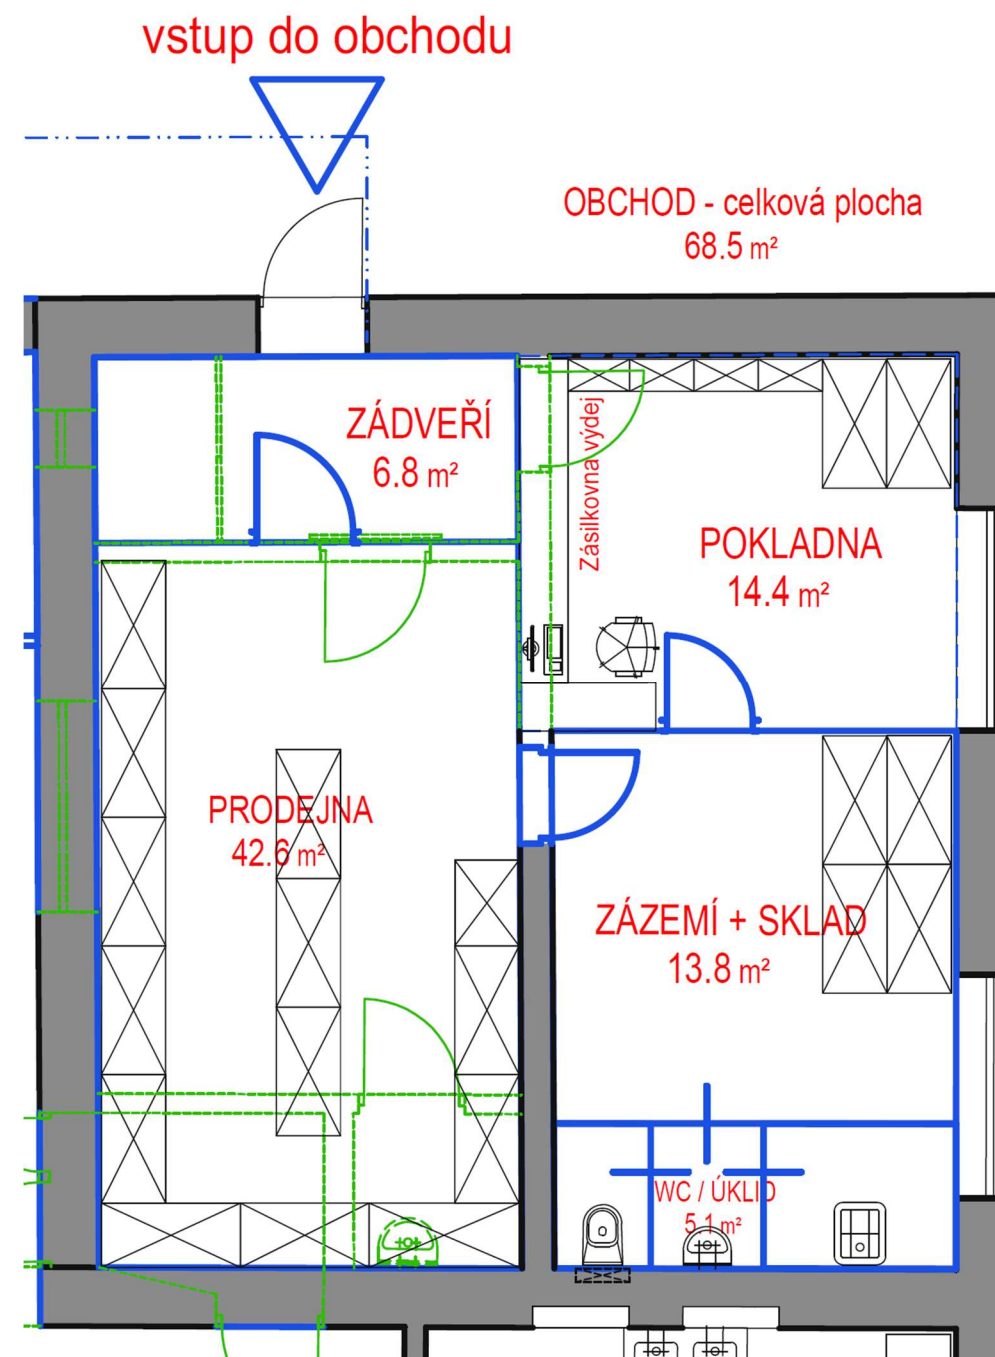 vstup do obchodu
OBCHOD - celková plocha
68.5 m²
ZÁDVEŘÍ
6.8 m²
Zásilkovna výdej
POKLADNA
14.4 m²
PRODEJNA
42.6 m²
ZÁZEMÍ + SKLAD
13.8 m²
WC / ÚKLID
5.1 m²